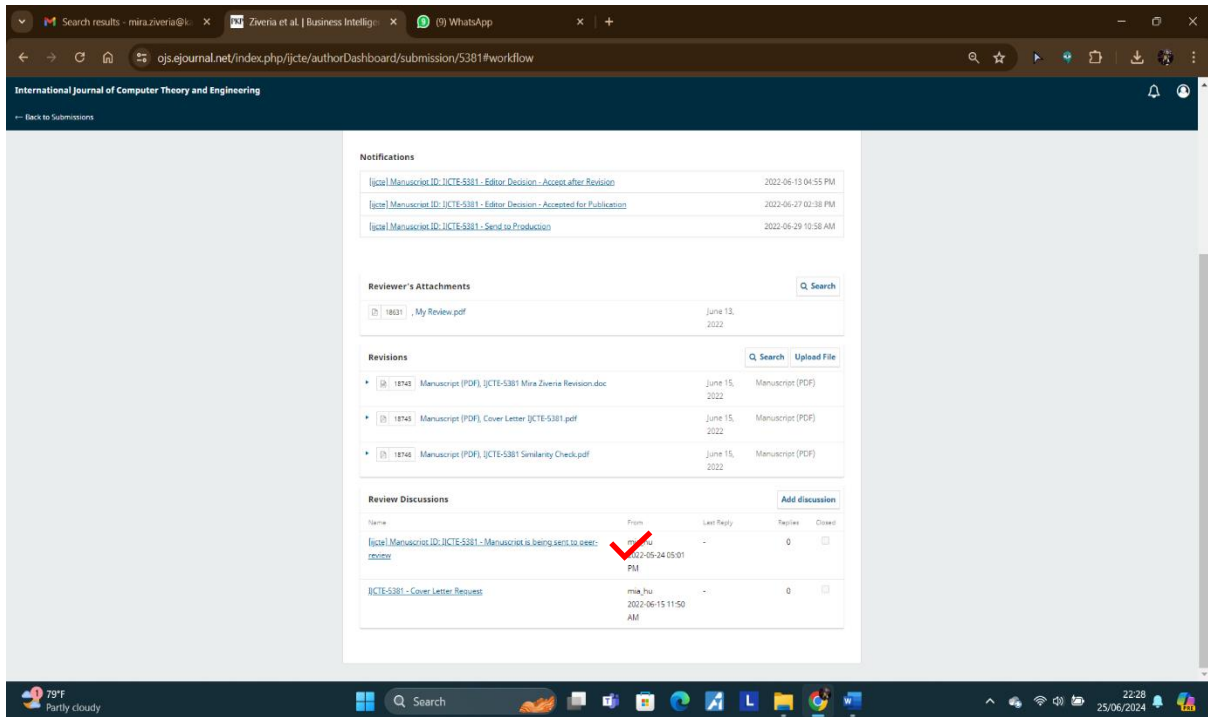 Search results - mira.ziveria@k
Ziveria et al. | Business Intellige
(9) WhatsApp
ojs.ejournal.net/index.php/ijcte/authorDashboard/submission/5381#workflow
International Journal of Computer Theory and Engineering
← Back to Submissions
Notifications
[ijcte] Manuscript ID: IJCTE-5381 - Editor Decision - Accept after Revision 2022-06-13 04:55 PM
[ijcte] Manuscript ID: IJCTE-5381 - Editor Decision - Accepted for Publication 2022-06-27 02:38 PM
[ijcte] Manuscript ID: IJCTE-5381 - Send to Production 2022-06-29 10:58 AM
Reviewer's Attachments Search
18631 , My Review.pdf June 13,
2022
Revisions Search Upload File
18743 Manuscript (PDF), IJCTE-5381 Mira Ziveria Revision.doc June 15, Manuscript (PDF)
2022
18745 Manuscript (PDF), Cover Letter IJCTE-5381.pdf June 15, Manuscript (PDF)
2022
18746 Manuscript (PDF), IJCTE-5381 Similarity Check.pdf June 15, Manuscript (PDF)
2022
Review Discussions Add discussion
Name From Last Reply Replies Closed
[ijcte] Manuscript ID: IJCTE-5381 - Manuscript is being sent to peer- - 0
review 2022-05-24 05:01
PM
IJCTE-5381 - Cover Letter Request mia_hu - 0
2022-06-15 11:50
AM
79°F
Partly cloudy
Search
22:28
25/06/2024